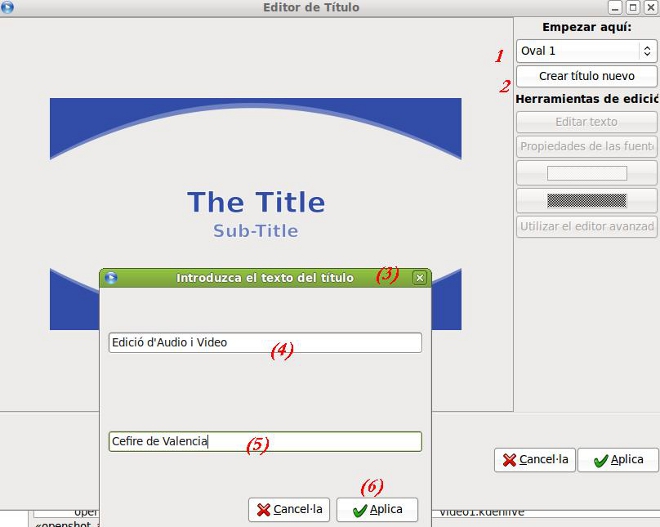 Editor de Título
Empezar aquí:
1
Oval 1
2
Crear título nuevo
Herramientas de edició
Editar texto
Propiedades de las fuent
Utilizar el editor avanzad
The Title
Sub-Title
Introduzca el texto del título
(3)
Edició d'Audio i Video
(4)
Cefire de Valencia
(5)
(6)
Cancel·la
Aplica
Cancel·la
Aplica
video1.kdenlive
«openshot